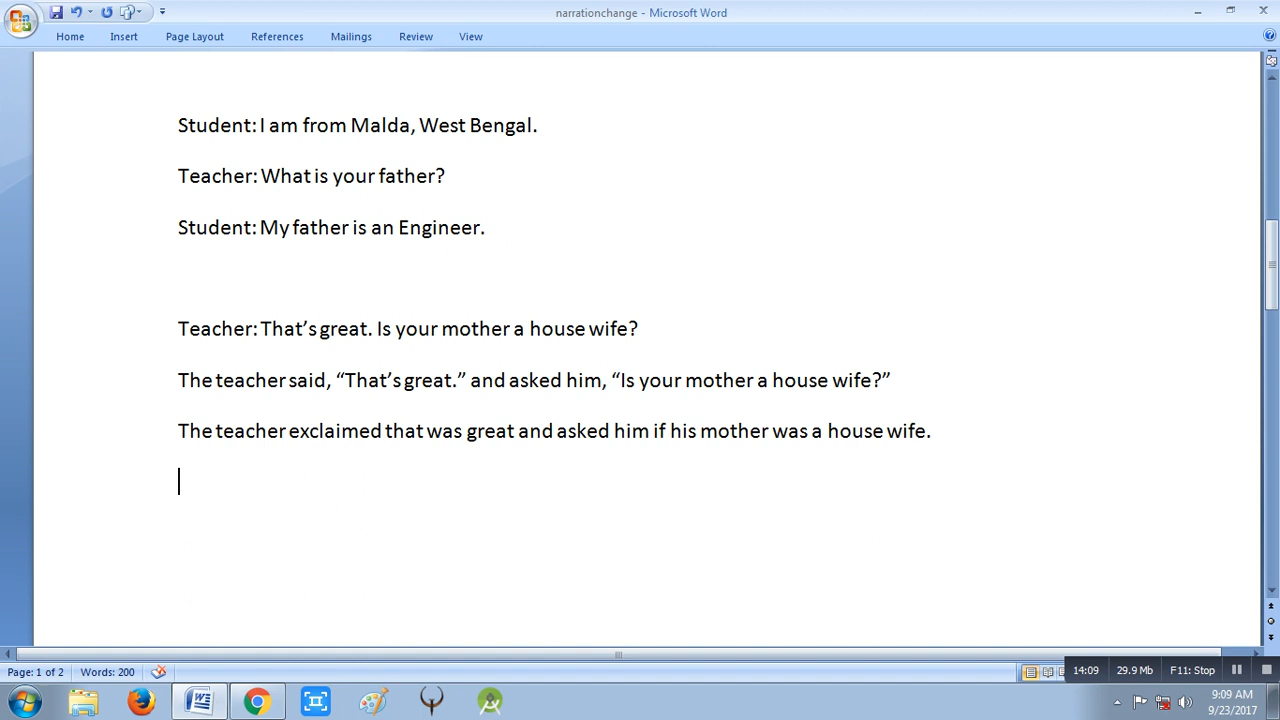 narrationchange - Microsoft Word
Home Insert Page Layout References Mailings Review View
Student: I am from Malda, West Bengal.
Teacher: What is your father?
Student: My father is an Engineer.
Teacher: That’s great. Is your mother a house wife?
The teacher said, “That’s great.” and asked him, “Is your mother a house wife?”
The teacher exclaimed that was great and asked him if his mother was a house wife.
Page: 1 of 2 Words: 200
14:09 29.9 Mb F11: Stop
9:09 AM
9/23/2017